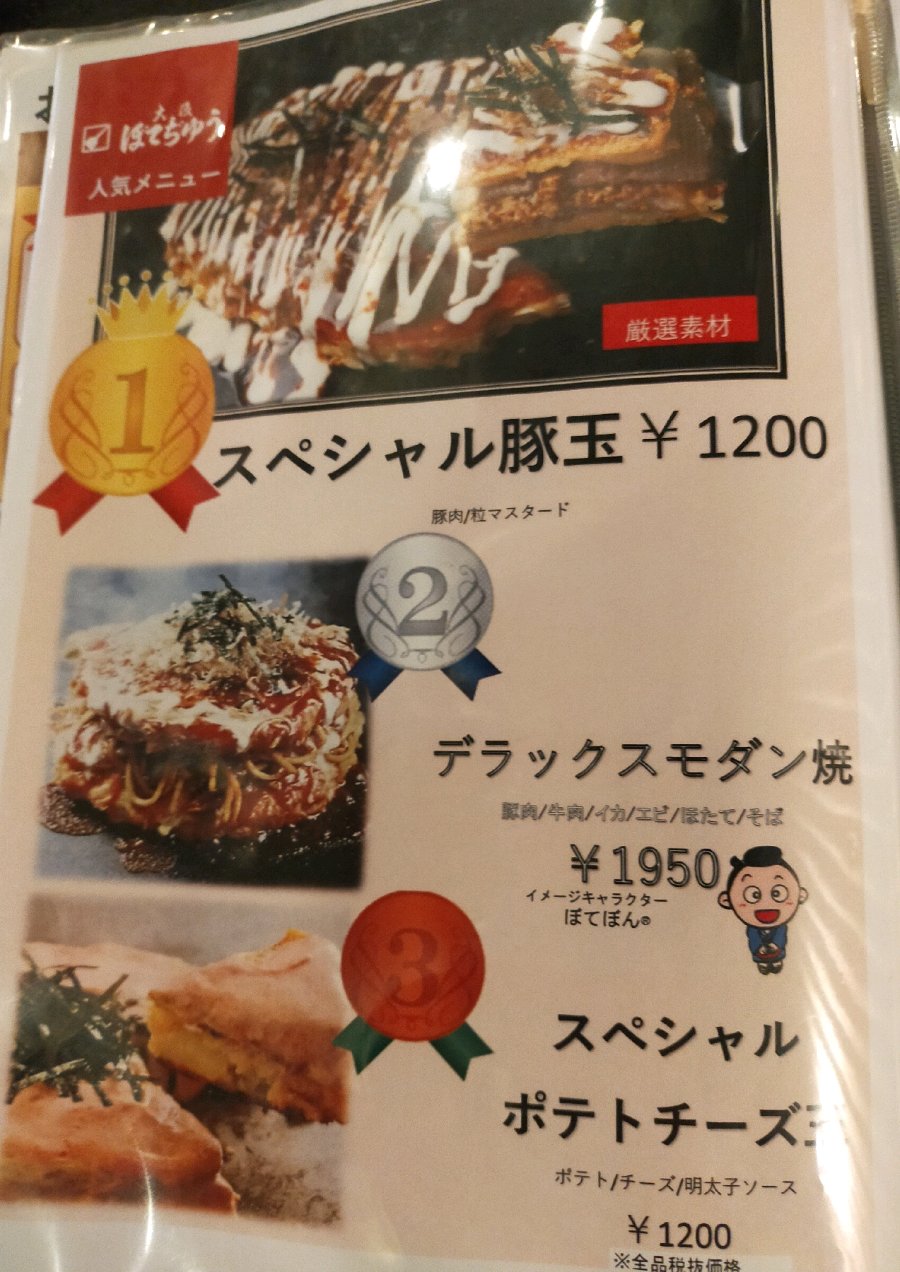 大阪
ぼてぢゅう
人気メニュー
厳選素材
1
スペシャル豚玉 ¥1200
豚肉/粒マスタード
2
デラックスモダン焼
豚肉/牛肉/イカ/エビ/ほたて/そば
¥1950
イメージキャラクター
ぼてぼん®
3
スペシャル
ポテトチーズ玉
ポテト/チーズ/明太子ソース
¥1200
※全品税抜価格